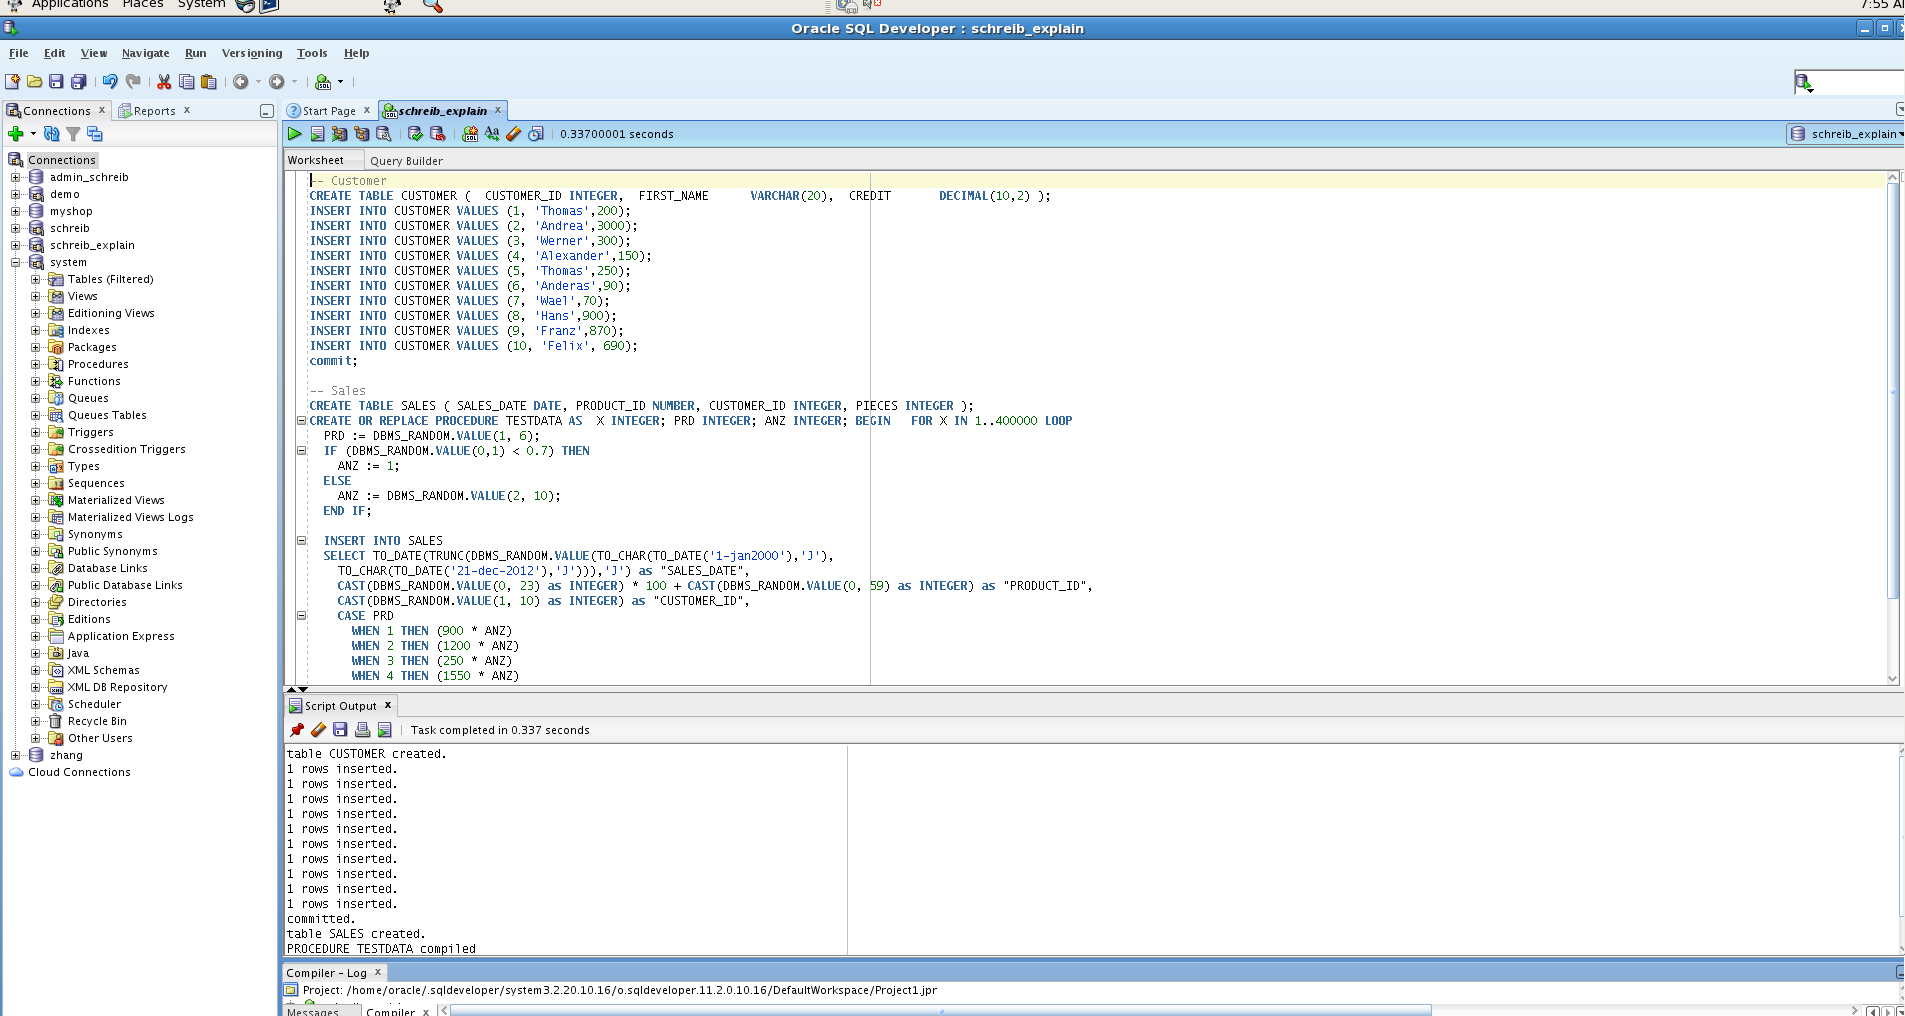 Applications Places System
7:55 A
Oracle SQL Developer : schreib_explain
File Edit View Navigate Run Versioning Tools Help
Connections x Reports x
Start Page x schreib_explain x
0.33700001 seconds
schreib_explain
Worksheet Query Builder
Connections
admin_schreib
demo
myshop
schreib
schreib_explain
system
Tables (Filtered)
Views
Editioning Views
Indexes
Packages
Procedures
Functions
Queues
Queues Tables
Triggers
Crossedition Triggers
Types
Sequences
Materialized Views
Materialized Views Logs
Synonyms
Public Synonyms
Database Links
Public Database Links
Directories
Editions
Application Express
Java
XML Schemas
XML DB Repository
Scheduler
Recycle Bin
Other Users
zhang
Cloud Connections
-- Customer
CREATE TABLE CUSTOMER (  CUSTOMER_ID INTEGER,  FIRST_NAME      VARCHAR(20),  CREDIT       DECIMAL(10,2) );
INSERT INTO CUSTOMER VALUES (1, 'Thomas',200);
INSERT INTO CUSTOMER VALUES (2, 'Andrea',3000);
INSERT INTO CUSTOMER VALUES (3, 'Werner',300);
INSERT INTO CUSTOMER VALUES (4, 'Alexander',150);
INSERT INTO CUSTOMER VALUES (5, 'Thomas',250);
INSERT INTO CUSTOMER VALUES (6, 'Anderas',90);
INSERT INTO CUSTOMER VALUES (7, 'Wael',70);
INSERT INTO CUSTOMER VALUES (8, 'Hans',900);
INSERT INTO CUSTOMER VALUES (9, 'Franz',870);
INSERT INTO CUSTOMER VALUES (10, 'Felix', 690);
commit;
-- Sales
CREATE TABLE SALES ( SALES_DATE DATE, PRODUCT_ID NUMBER, CUSTOMER_ID INTEGER, PIECES INTEGER );
CREATE OR REPLACE PROCEDURE TESTDATA AS  X INTEGER; PRD INTEGER; ANZ INTEGER; BEGIN   FOR X IN 1..400000 LOOP
PRD := DBMS_RANDOM.VALUE(1, 6);
IF (DBMS_RANDOM.VALUE(0,1) < 0.7) THEN
ANZ := 1;
ELSE
ANZ := DBMS_RANDOM.VALUE(2, 10);
END IF;
INSERT INTO SALES
SELECT TO_DATE(TRUNC(DBMS_RANDOM.VALUE(TO_CHAR(TO_DATE('1-jan2000'),'J'),
TO_CHAR(TO_DATE('21-dec-2012'),'J'))),'J') as "SALES_DATE",
CAST(DBMS_RANDOM.VALUE(0, 23) as INTEGER) * 100 + CAST(DBMS_RANDOM.VALUE(0, 59) as INTEGER) as "PRODUCT_ID",
CAST(DBMS_RANDOM.VALUE(1, 10) as INTEGER) as "CUSTOMER_ID",
CASE PRD
WHEN 1 THEN (900 * ANZ)
WHEN 2 THEN (1200 * ANZ)
WHEN 3 THEN (250 * ANZ)
WHEN 4 THEN (1550 * ANZ)
Script Output x
Task completed in 0.337 seconds
table CUSTOMER created.
1 rows inserted.
1 rows inserted.
1 rows inserted.
1 rows inserted.
1 rows inserted.
1 rows inserted.
1 rows inserted.
1 rows inserted.
1 rows inserted.
1 rows inserted.
committed.
table SALES created.
PROCEDURE TESTDATA compiled
Compiler - Log x
Project: /home/oracle/.sqldeveloper/system3.2.20.10.16/o.sqldeveloper.11.2.0.10.16/DefaultWorkspace/Project1.jpr
Messages Compiler x